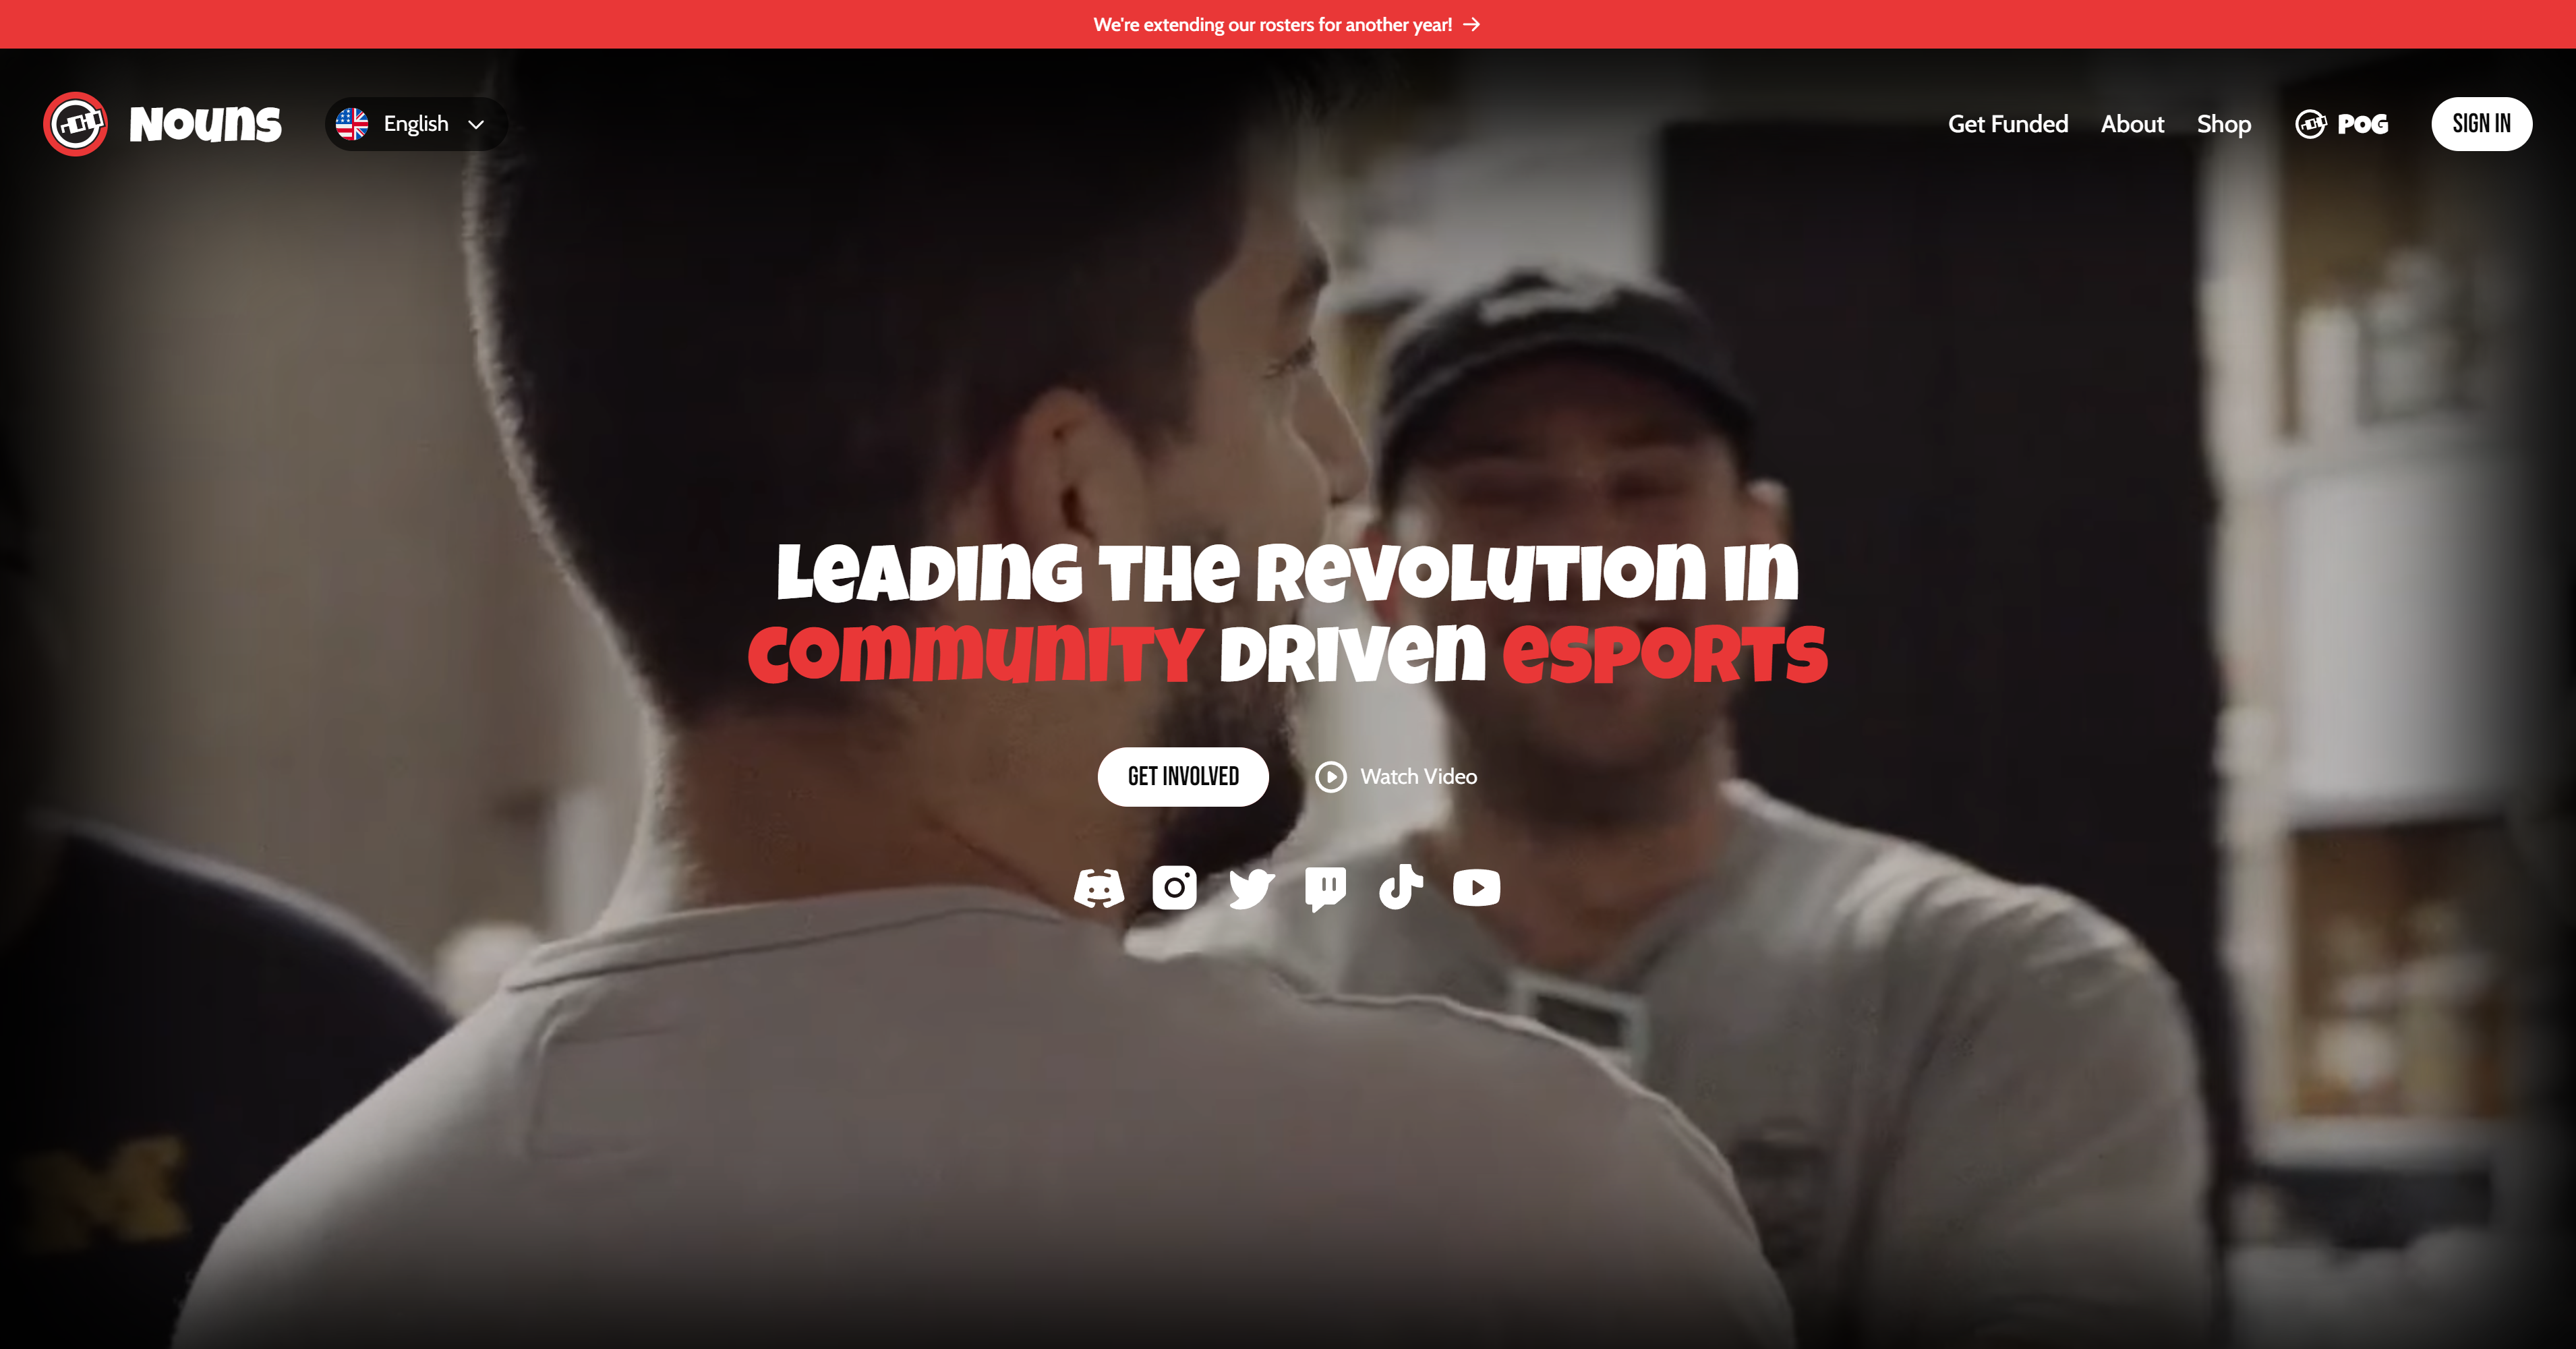 We're extending our rosters for another year!
Nouns
English
Get Funded
About
Shop
POG
SIGN IN
LEADING THE REVOLUTION IN
COMMUNITY DRIVEN ESPORTS
GET INVOLVED
Watch Video